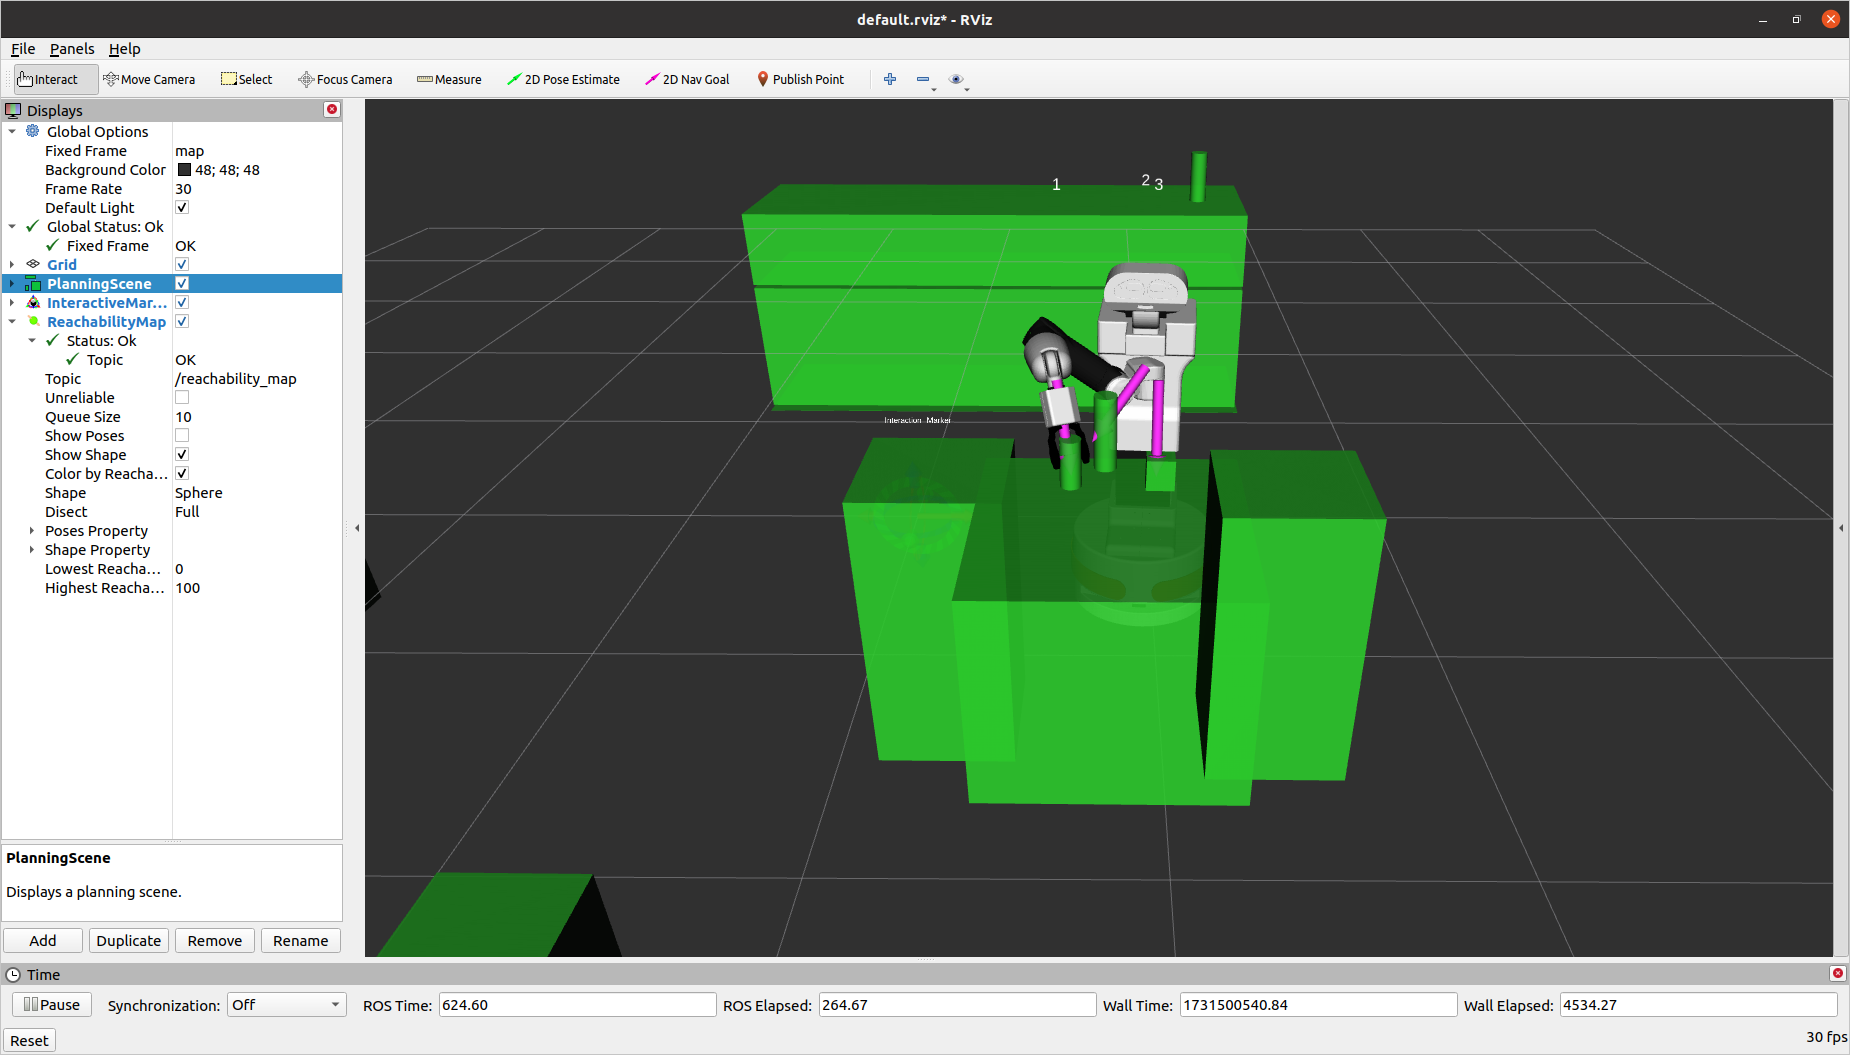 default.rviz* - RViz
File Panels Help
Interact Move Camera Select Focus Camera Measure 2D Pose Estimate 2D Nav Goal Publish Point
Displays
Global Options
Fixed Frame map
Background Color 48; 48; 48
Frame Rate 30
Default Light
Global Status: Ok
Fixed Frame OK
Grid
PlanningScene
InteractiveMar...
ReachabilityMap
Status: Ok
Topic OK
Topic /reachability_map
Unreliable
Queue Size 10
Show Poses
Show Shape
Color by Reacha...
Shape Sphere
Disect Full
Poses Property
Shape Property
Lowest Reacha... 0
Highest Reacha... 100
1 2 3
Interaction Marker
PlanningScene
Displays a planning scene.
Add Duplicate Remove Rename
Time
Pause Synchronization: Off ROS Time: 624.60 ROS Elapsed: 264.67 Wall Time: 1731500540.84 Wall Elapsed: 4534.27
Reset 30 fps